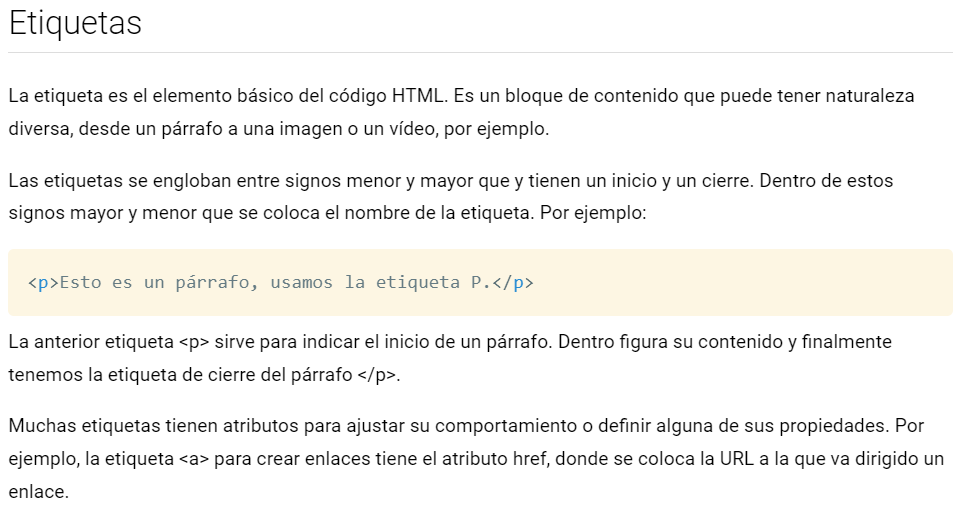 Etiquetas
La etiqueta es el elemento básico del código HTML. Es un bloque de contenido que puede tener naturaleza
diversa, desde un párrafo a una imagen o un vídeo, por ejemplo.
Las etiquetas se engloban entre signos menor y mayor que y tienen un inicio y un cierre. Dentro de estos
signos mayor y menor que se coloca el nombre de la etiqueta. Por ejemplo:
<p>Esto es un párrafo, usamos la etiqueta P.</p>
La anterior etiqueta <p> sirve para indicar el inicio de un párrafo. Dentro figura su contenido y finalmente
tenemos la etiqueta de cierre del párrafo </p>.
Muchas etiquetas tienen atributos para ajustar su comportamiento o definir alguna de sus propiedades. Por
ejemplo, la etiqueta <a> para crear enlaces tiene el atributo href, donde se coloca la URL a la que va dirigido un
enlace.